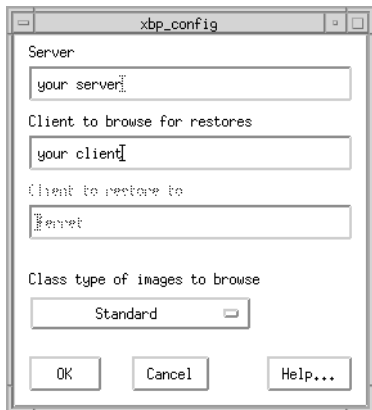 xbp_config
Server
your server
Client to browse for restores
your client
Client to restore to
Class type of images to browse
Standard
OK
Cancel
Help...